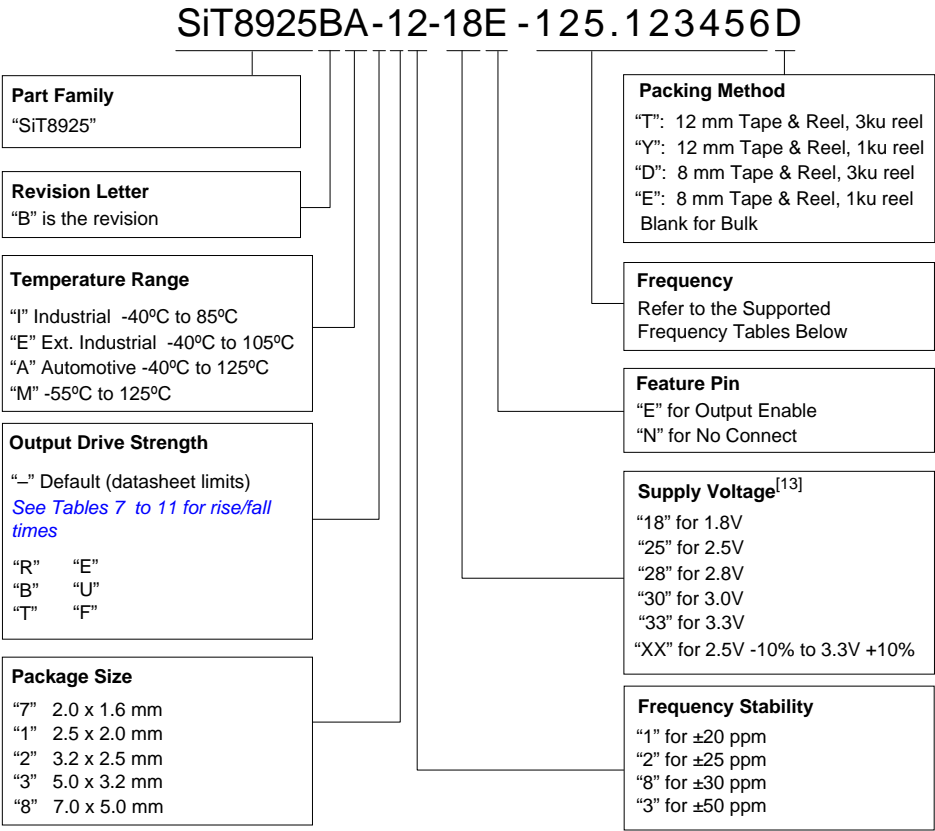 SiT8925BA-12-18E -125.123456D
Part Family
“SiT8925”
Revision Letter
“B” is the revision
Temperature Range
“I” Industrial -40ºC to 85ºC
“E” Ext. Industrial -40ºC to 105ºC
“A” Automotive -40ºC to 125ºC
“M” -55ºC to 125ºC
Output Drive Strength
“–” Default (datasheet limits)
See Tables 7 to 11 for rise/fall
times
“R” “E”
“B” “U”
“T” “F”
Package Size
“7” 2.0 x 1.6 mm
“1” 2.5 x 2.0 mm
“2” 3.2 x 2.5 mm
“3” 5.0 x 3.2 mm
“8” 7.0 x 5.0 mm
Packing Method
“T”: 12 mm Tape & Reel, 3ku reel
“Y”: 12 mm Tape & Reel, 1ku reel
“D”: 8 mm Tape & Reel, 3ku reel
“E”: 8 mm Tape & Reel, 1ku reel
Blank for Bulk
Frequency
Refer to the Supported
Frequency Tables Below
Feature Pin
“E” for Output Enable
“N” for No Connect
Supply Voltage[13]
“18” for 1.8V
“25” for 2.5V
“28” for 2.8V
“30” for 3.0V
“33” for 3.3V
“XX” for 2.5V -10% to 3.3V +10%
Frequency Stability
“1” for ±20 ppm
“2” for ±25 ppm
“8” for ±30 ppm
“3” for ±50 ppm